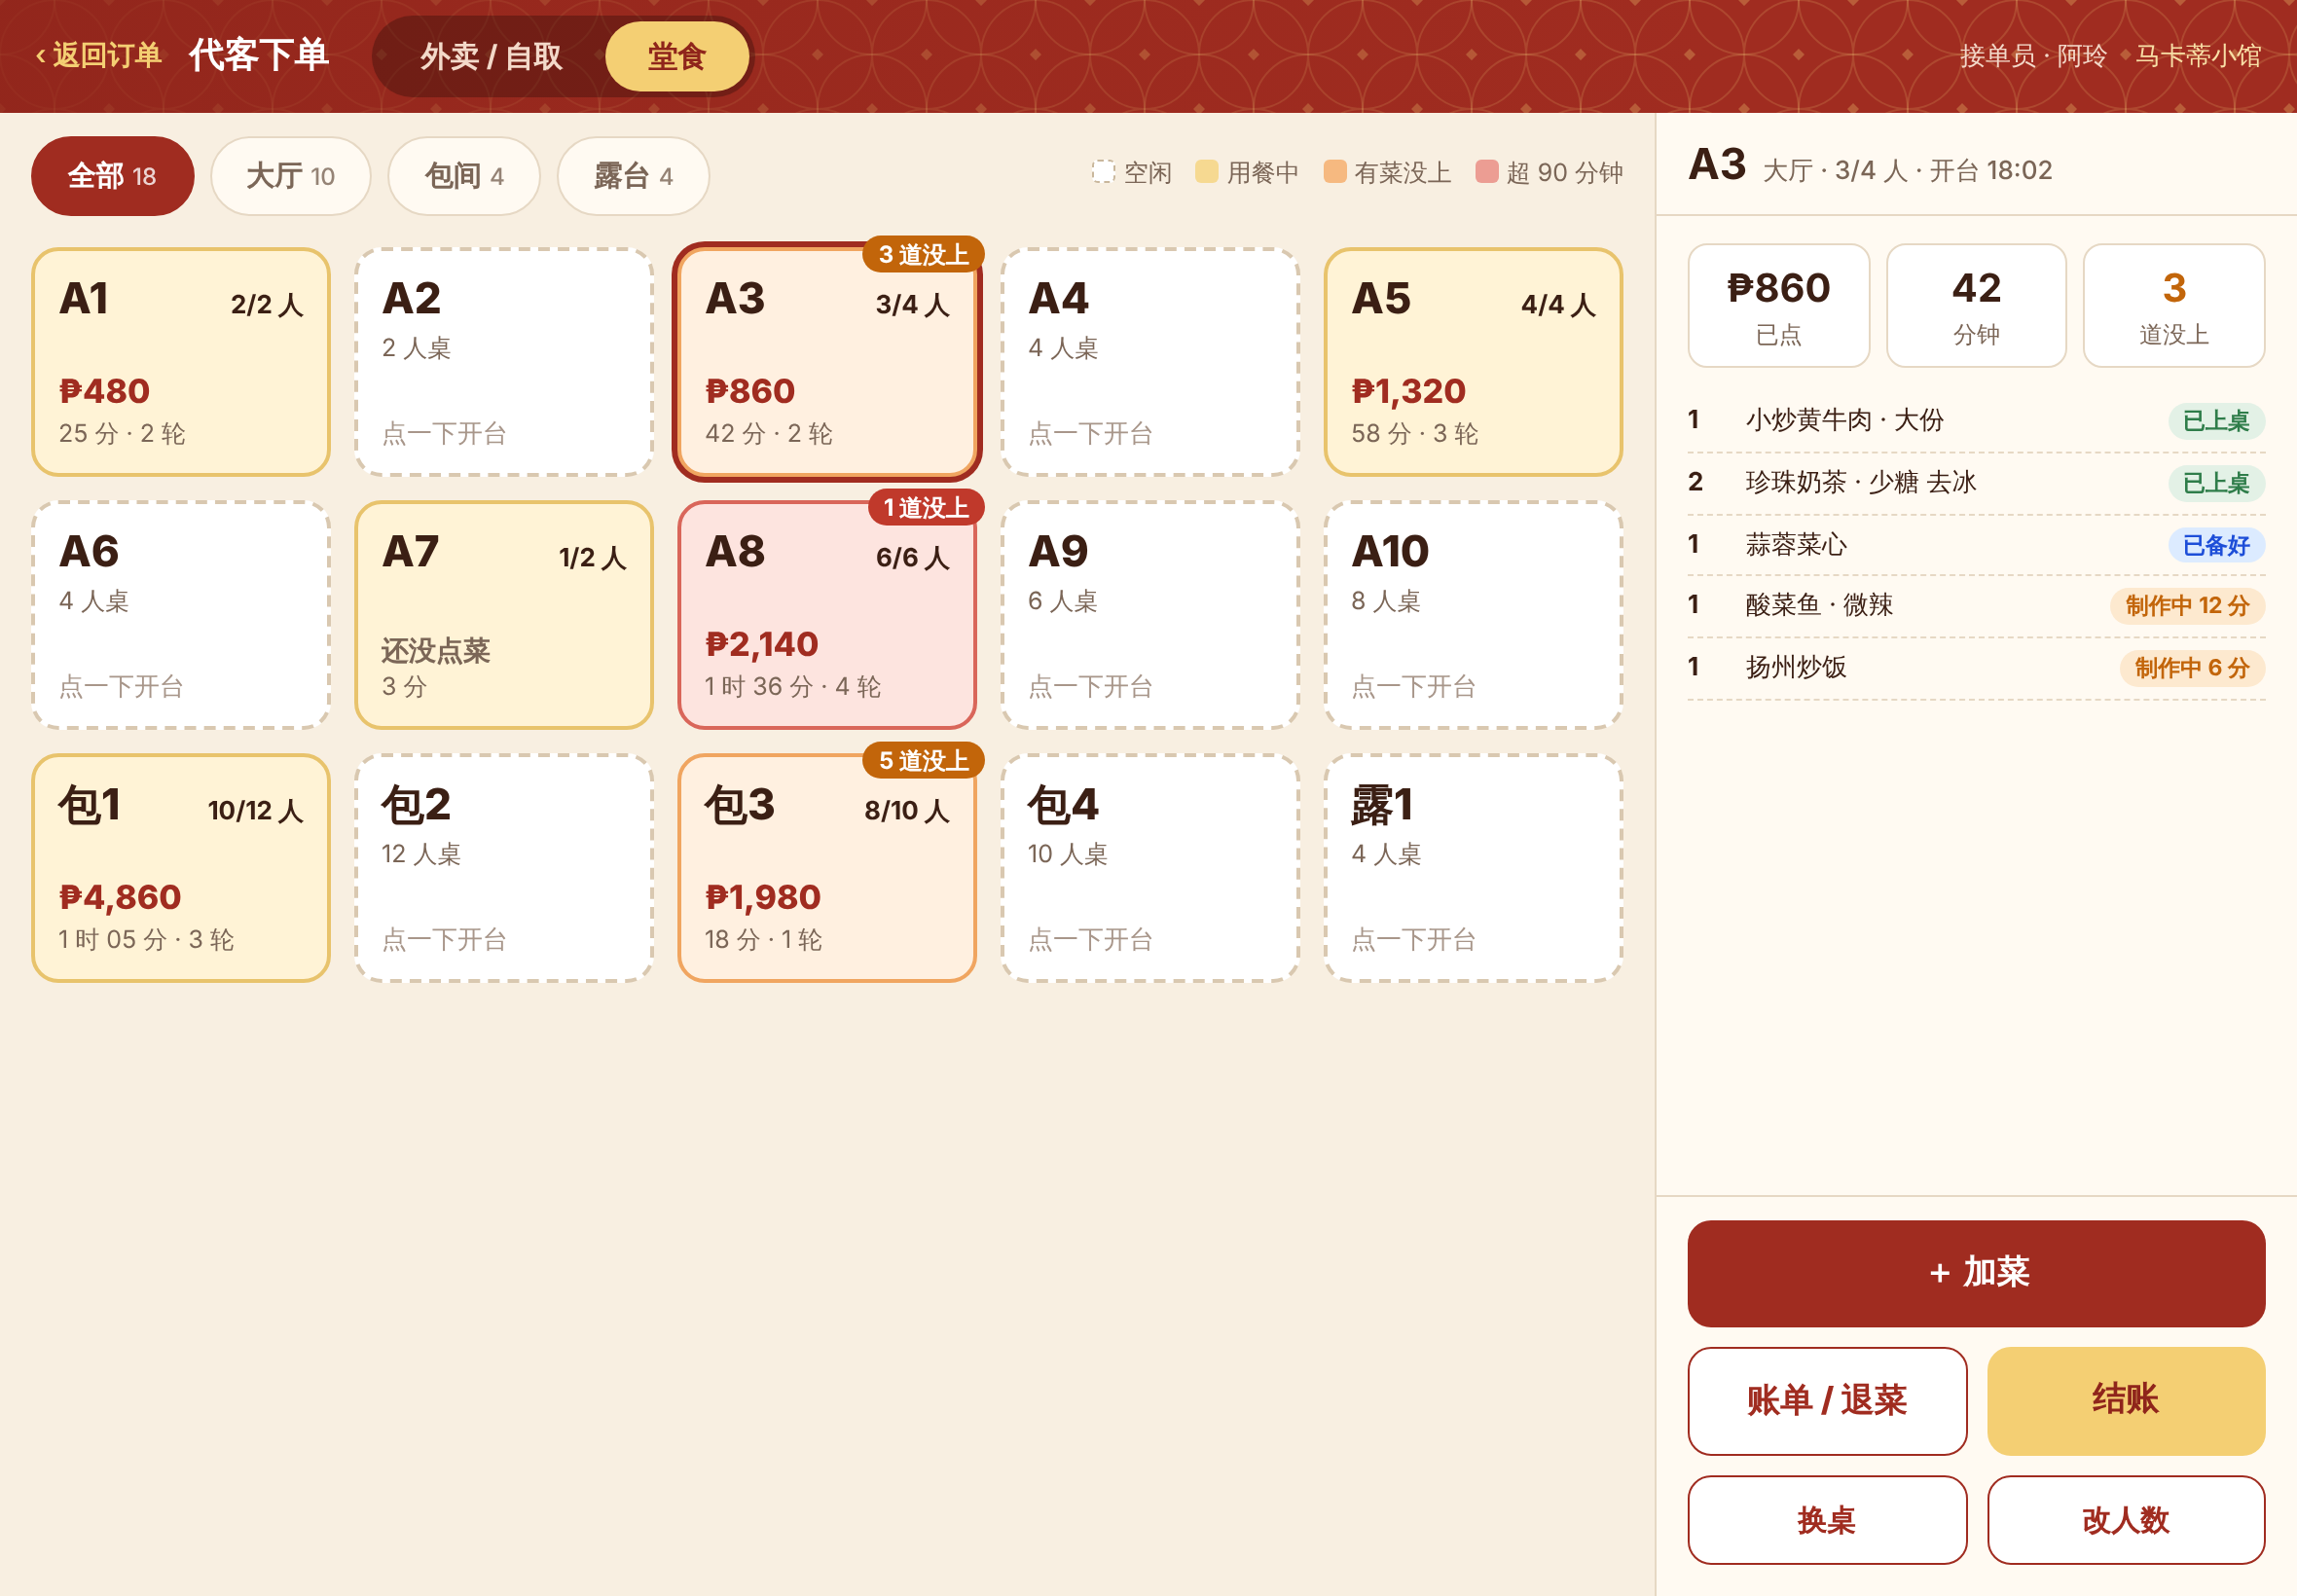 ‹ 返回订单 代客下单 外卖 / 自取 堂食 接单员 · 阿玲 马卡蒂小馆
全部 18 大厅 10 包间 4 露台 4 空闲 用餐中 有菜没上 超 90 分钟
A1 2/2 人
₱480
25 分 · 2 轮
A2
2 人桌
点一下开台
3 道没上
A3 3/4 人
₱860
42 分 · 2 轮
A4
4 人桌
点一下开台
A5 4/4 人
₱1,320
58 分 · 3 轮
A6
4 人桌
点一下开台
A7 1/2 人
还没点菜
3 分
1 道没上
A8 6/6 人
₱2,140
1 时 36 分 · 4 轮
A9
6 人桌
点一下开台
A10
8 人桌
点一下开台
包1 10/12 人
₱4,860
1 时 05 分 · 3 轮
包2
12 人桌
点一下开台
5 道没上
包3 8/10 人
₱1,980
18 分 · 1 轮
包4
10 人桌
点一下开台
露1
4 人桌
点一下开台
A3 大厅 · 3/4 人 · 开台 18:02
₱860
已点
42
分钟
3
道没上
1 小炒黄牛肉 · 大份 已上桌
2 珍珠奶茶 · 少糖 去冰 已上桌
1 蒜蓉菜心 已备好
1 酸菜鱼 · 微辣 制作中 12 分
1 扬州炒饭 制作中 6 分
+ 加菜
账单 / 退菜 结账
换桌 改人数